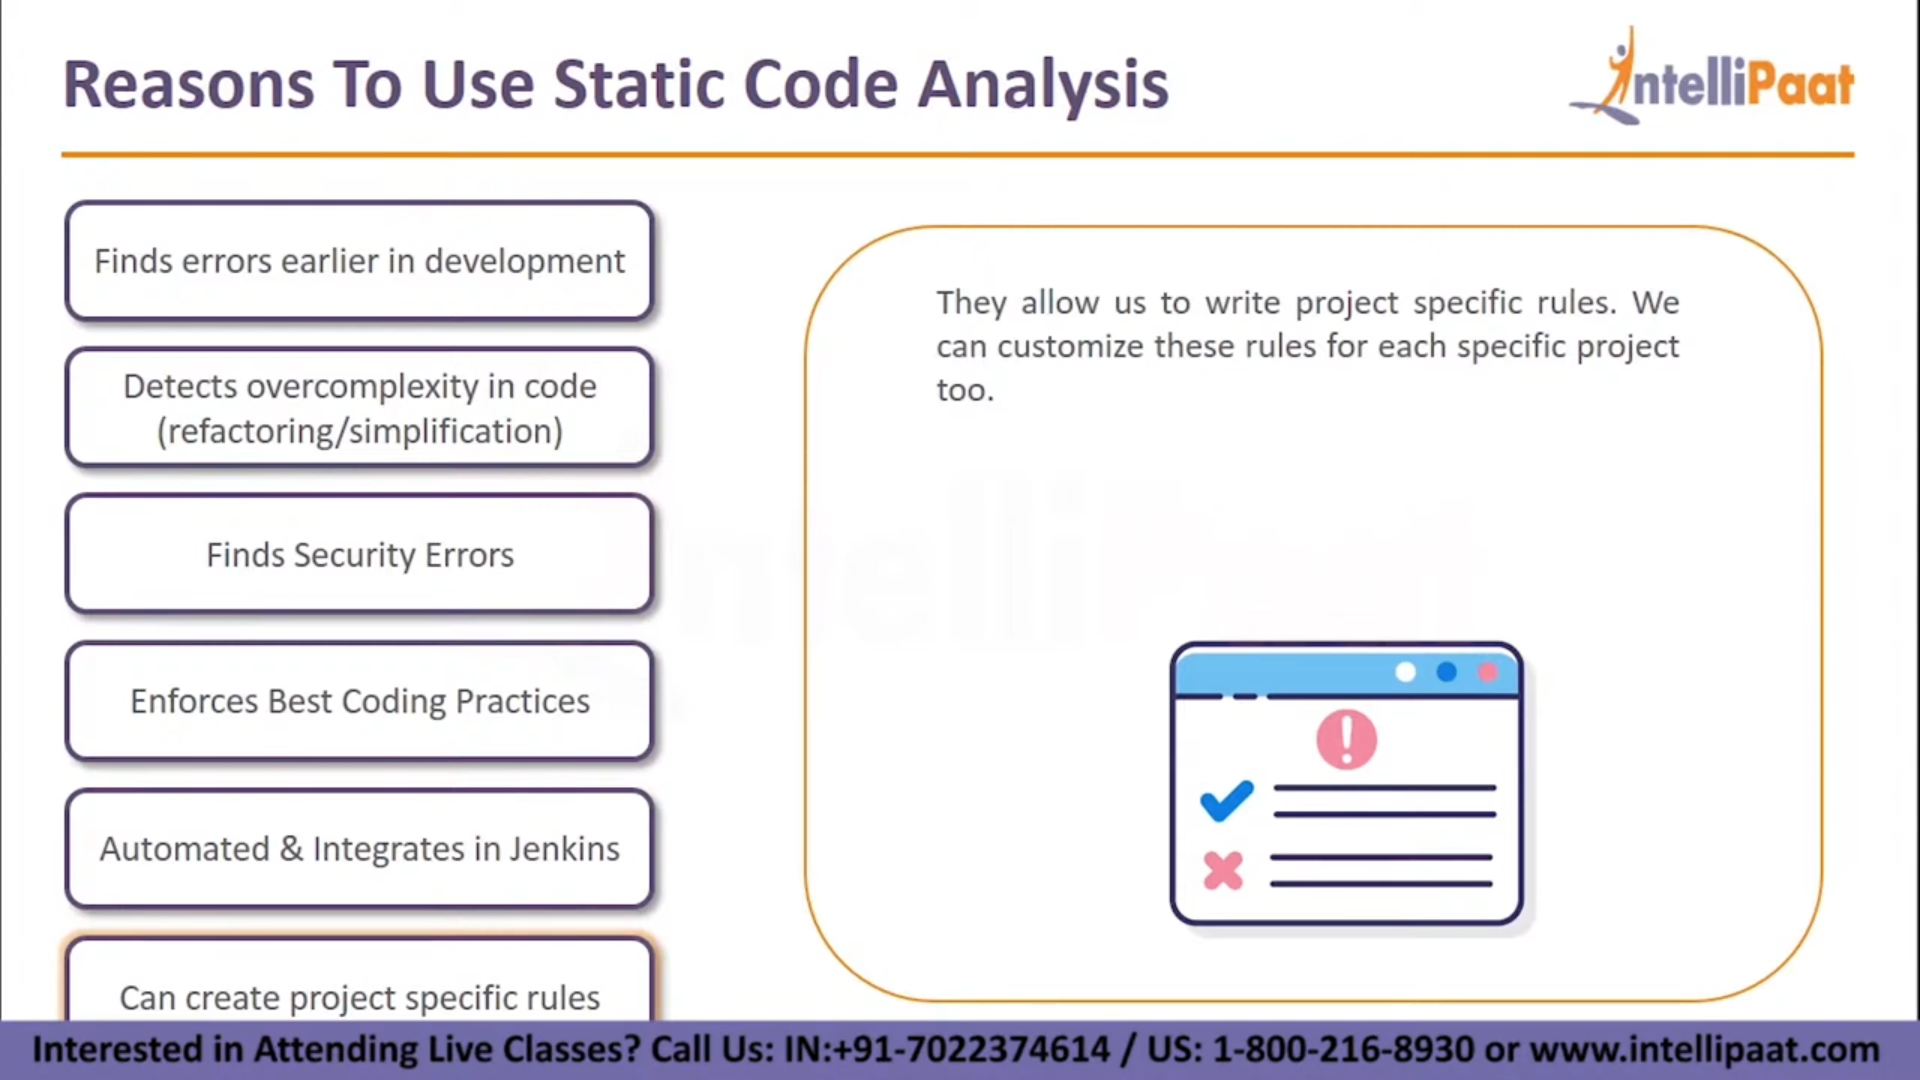 Reasons To Use Static Code Analysis
ntelliPaat
Finds errors earlier in development
Detects overcomplexity in code
(refactoring/simplification)
Finds Security Errors
Enforces Best Coding Practices
Automated & Integrates in Jenkins
Can create project specific rules
They allow us to write project specific rules. We
can customize these rules for each specific project
too.
Interested in Attending Live Classes? Call Us: IN:+91-7022374614 / US: 1-800-216-8930 or www.intellipaat.com